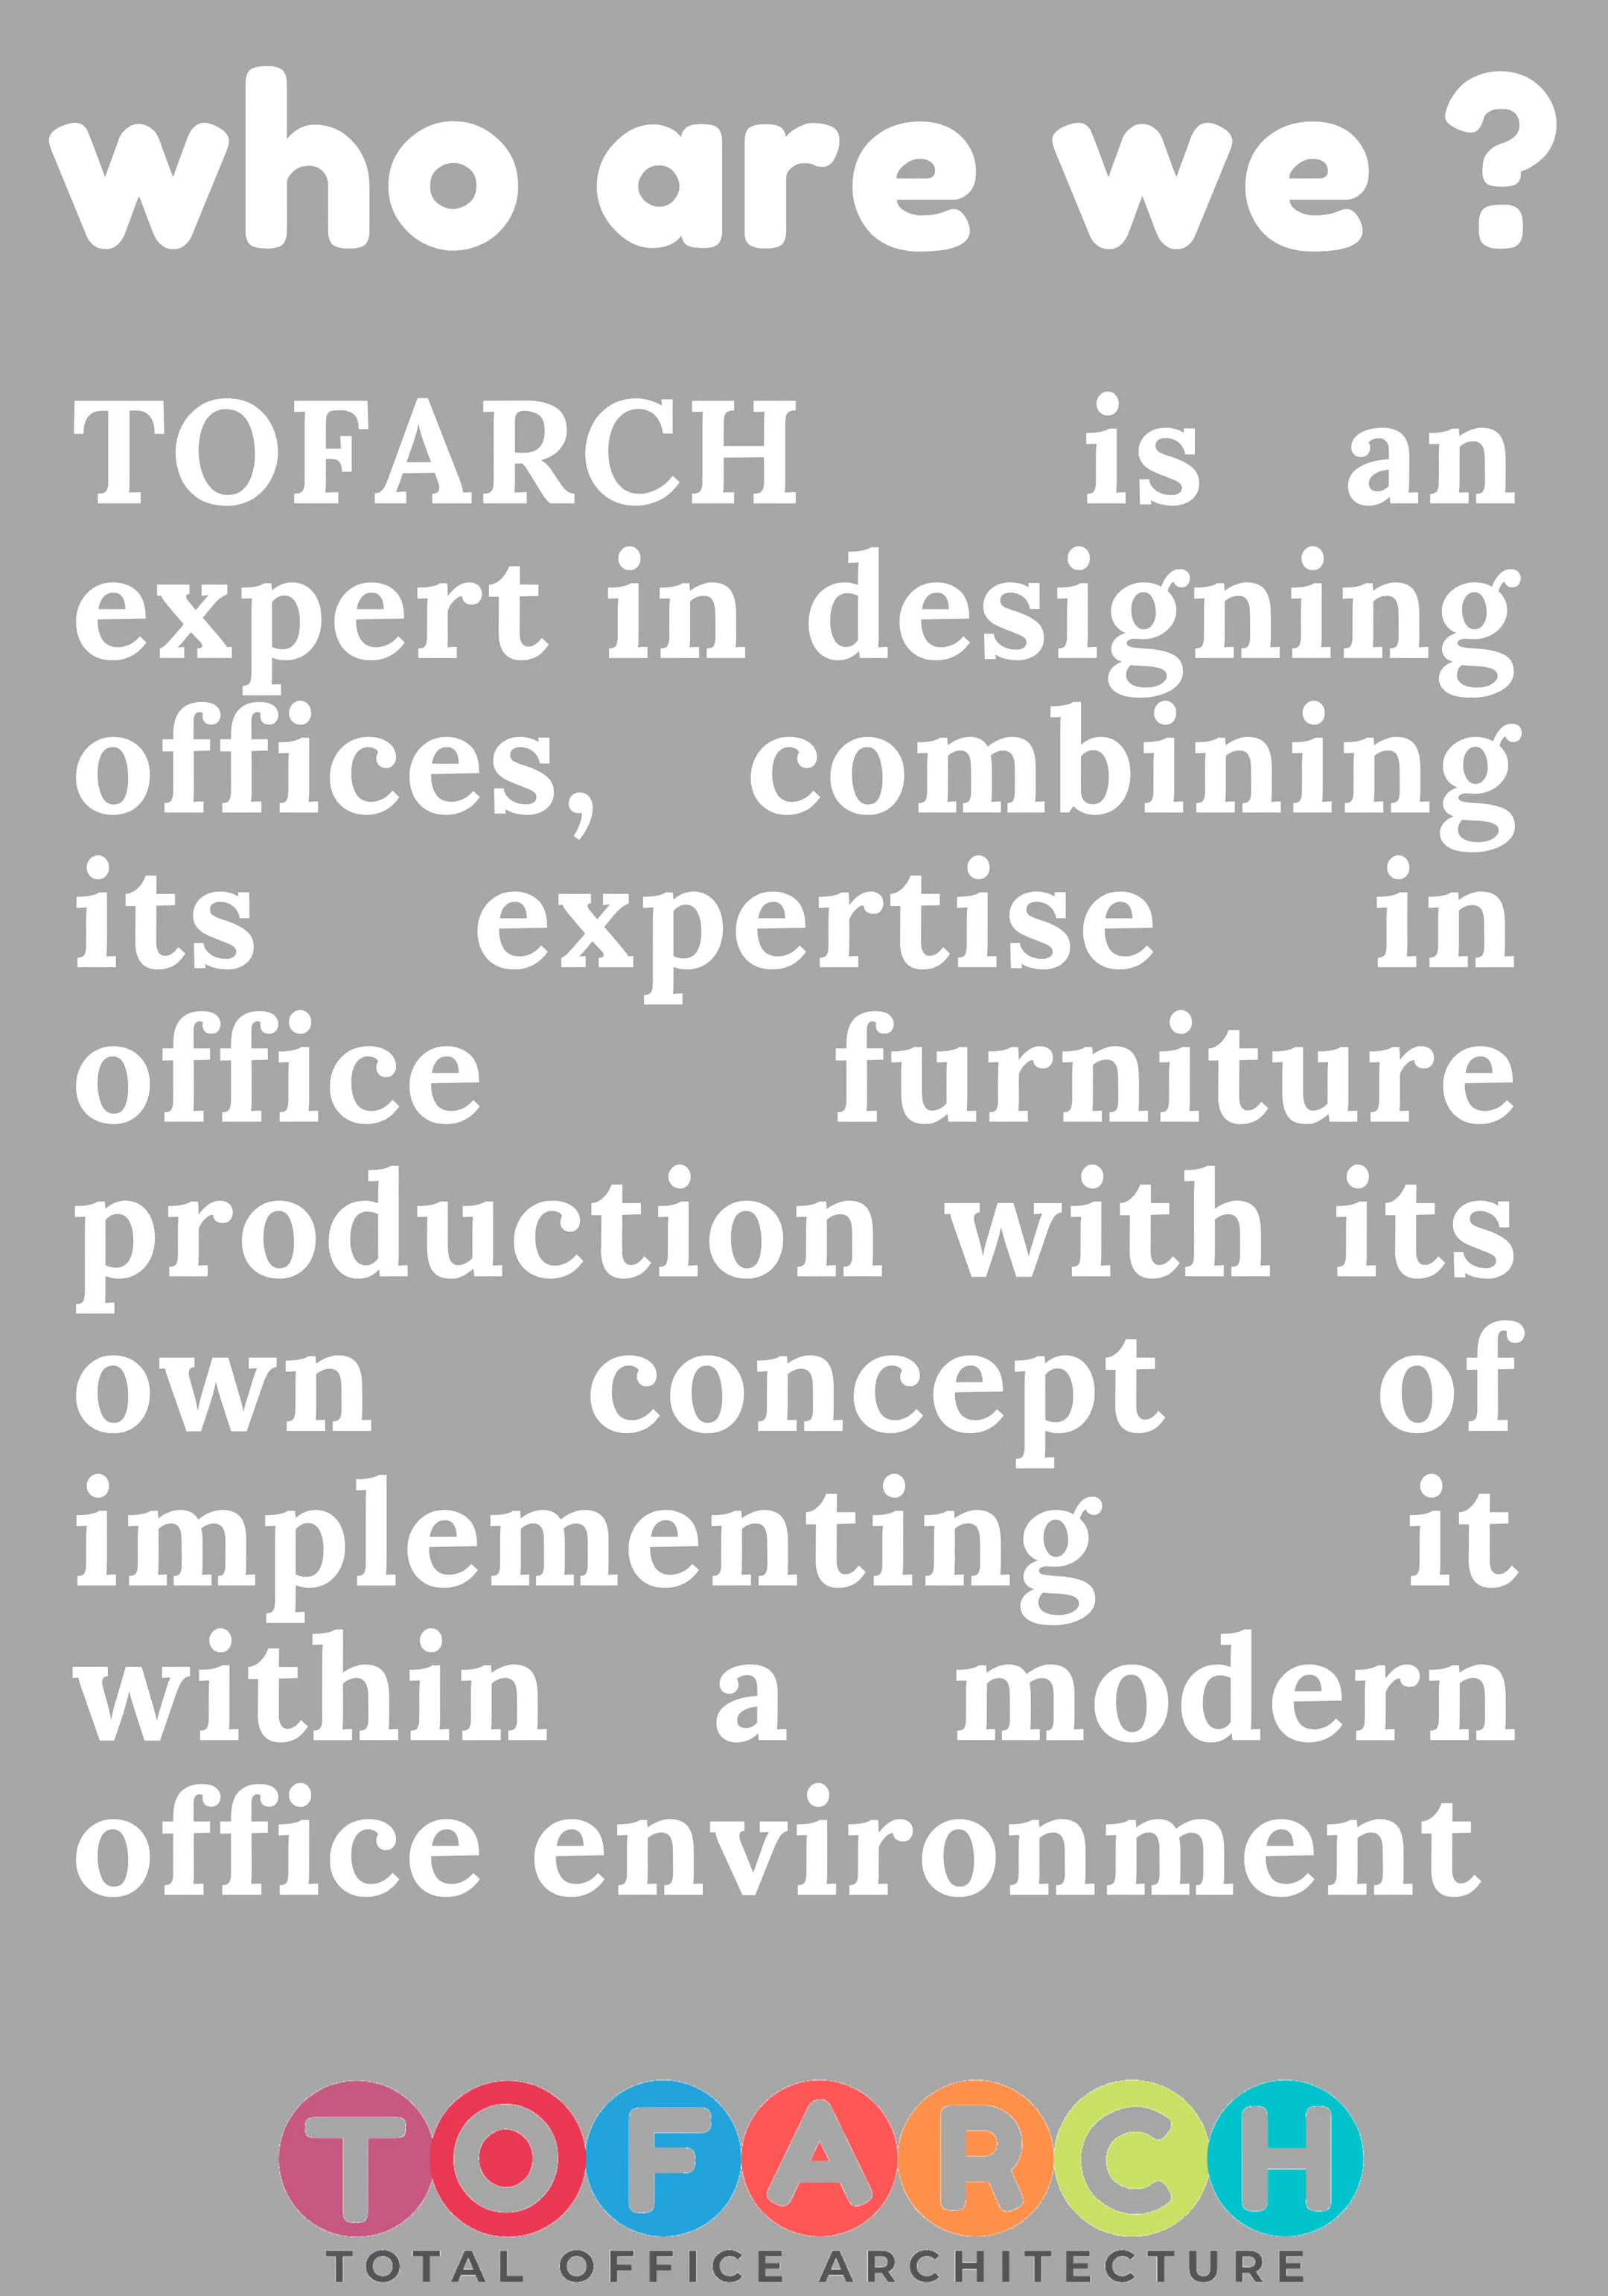 who are we ?
TOFARCH is an
expert in designing
offices, combining
its expertise in
office furniture
production with its
own concept of
implementing it
within a modern
office environment
TOFARCH
TOTAL OFFICE ARCHITECTURE